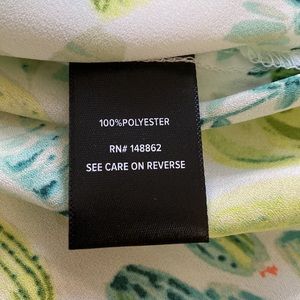 100%POLYESTER
RN# 148862
SEE CARE ON REVERSE